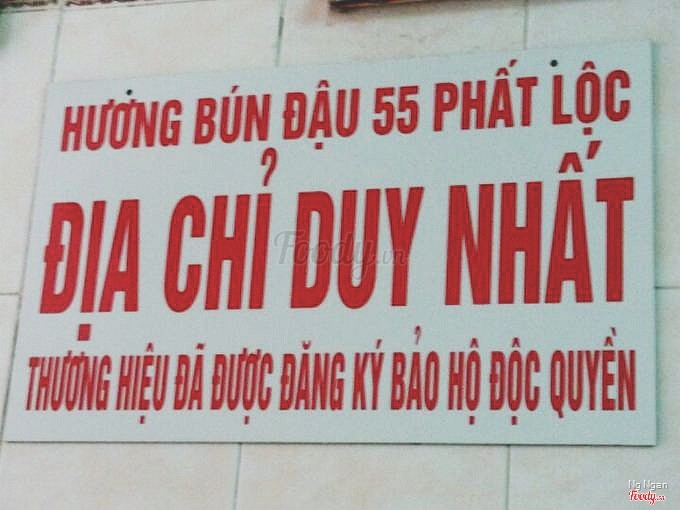 HƯƠNG BÚN ĐẬU 55 PHẤT LỘC
ĐỊA CHỈ DUY NHẤT
Foody.vn
THƯƠNG HIỆU ĐÃ ĐƯỢC ĐĂNG KÝ BẢO HỘ ĐỘC QUYỀN
Ng Ngan
Foody.vn